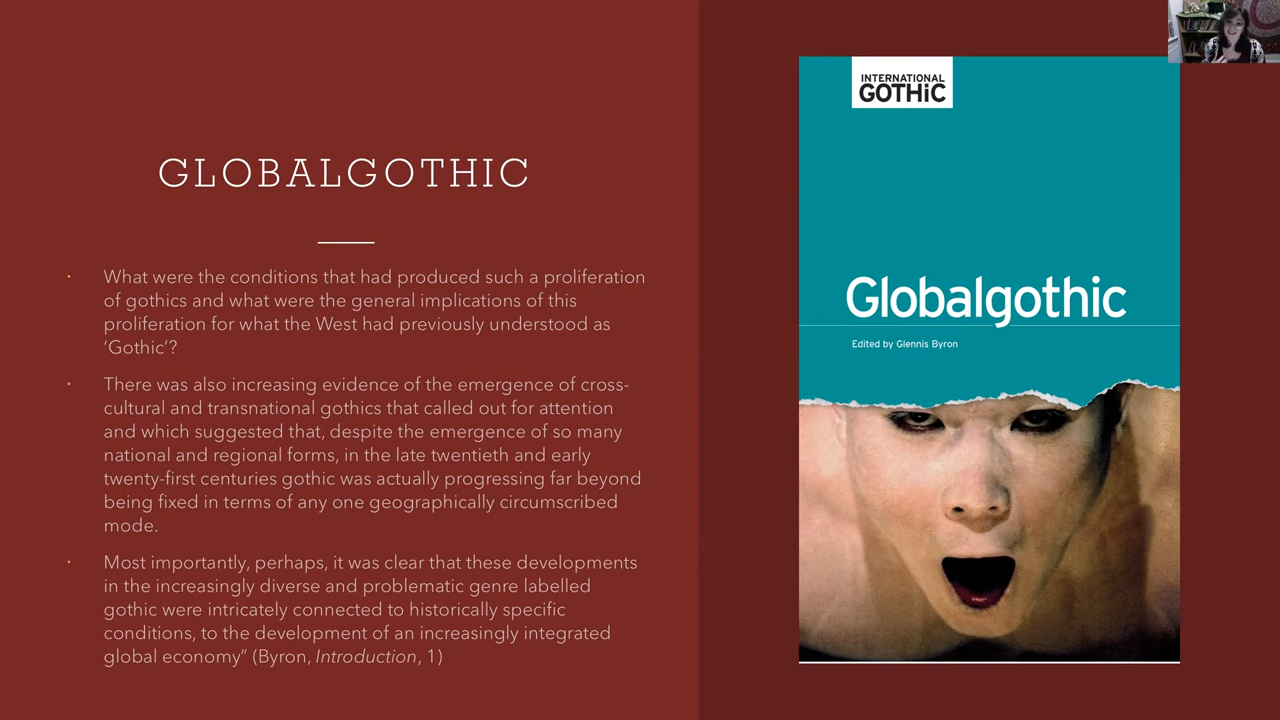 GLOBALGOTHIC
What were the conditions that had produced such a proliferation
of gothics and what were the general implications of this
proliferation for what the West had previously understood as
‘Gothic’?
There was also increasing evidence of the emergence of cross-
cultural and transnational gothics that called out for attention
and which suggested that, despite the emergence of so many
national and regional forms, in the late twentieth and early
twenty-first centuries gothic was actually progressing far beyond
being fixed in terms of any one geographically circumscribed
mode.
Most importantly, perhaps, it was clear that these developments
in the increasingly diverse and problematic genre labelled
gothic were intricately connected to historically specific
conditions, to the development of an increasingly integrated
global economy” (Byron, Introduction, 1)
INTERNATIONAL
GOTHIC
Globalgothic
Edited by Glennis Byron